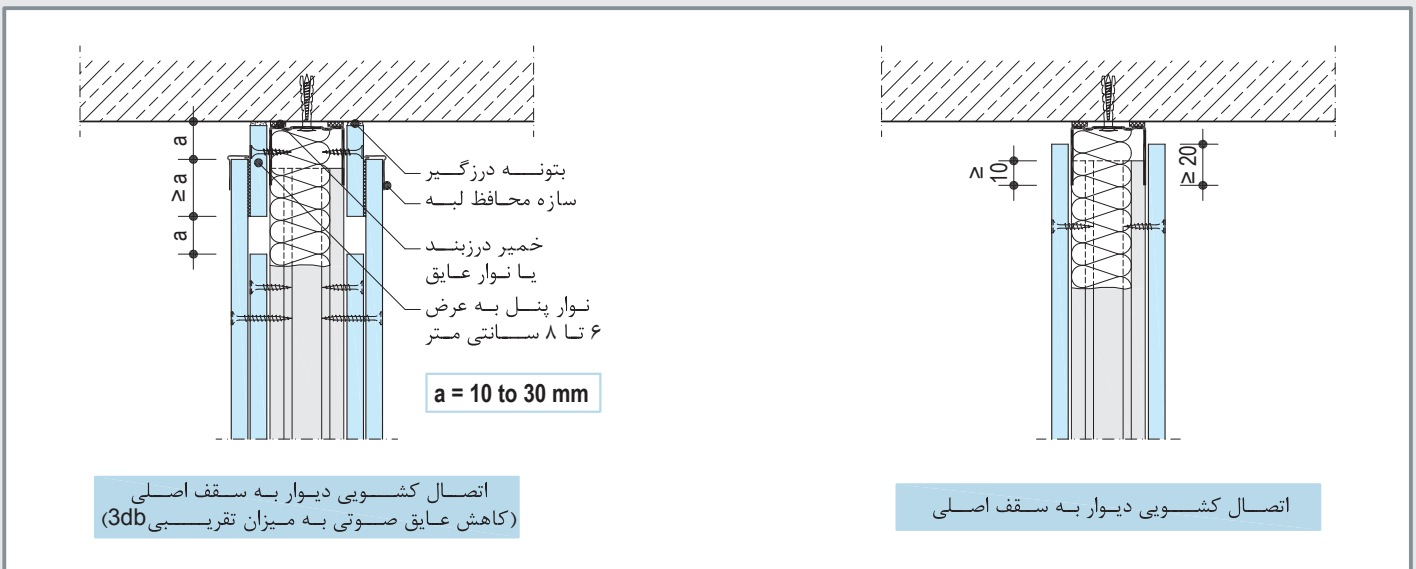 a
≥ a
a
بتونه درزگیر
سازه محافظ لبه
خمیر درزبند
یا نوار عایق
نوار پنل به عرض
۶ تا ۸ سانتی متر
a = 10 to 30 mm
اتصال کشویی دیوار به سقف اصلی
(کاهش عایق صوتی به میزان تقریبی 3db)
≥ 10
≥ 20
اتصال کشویی دیوار به سقف اصلی